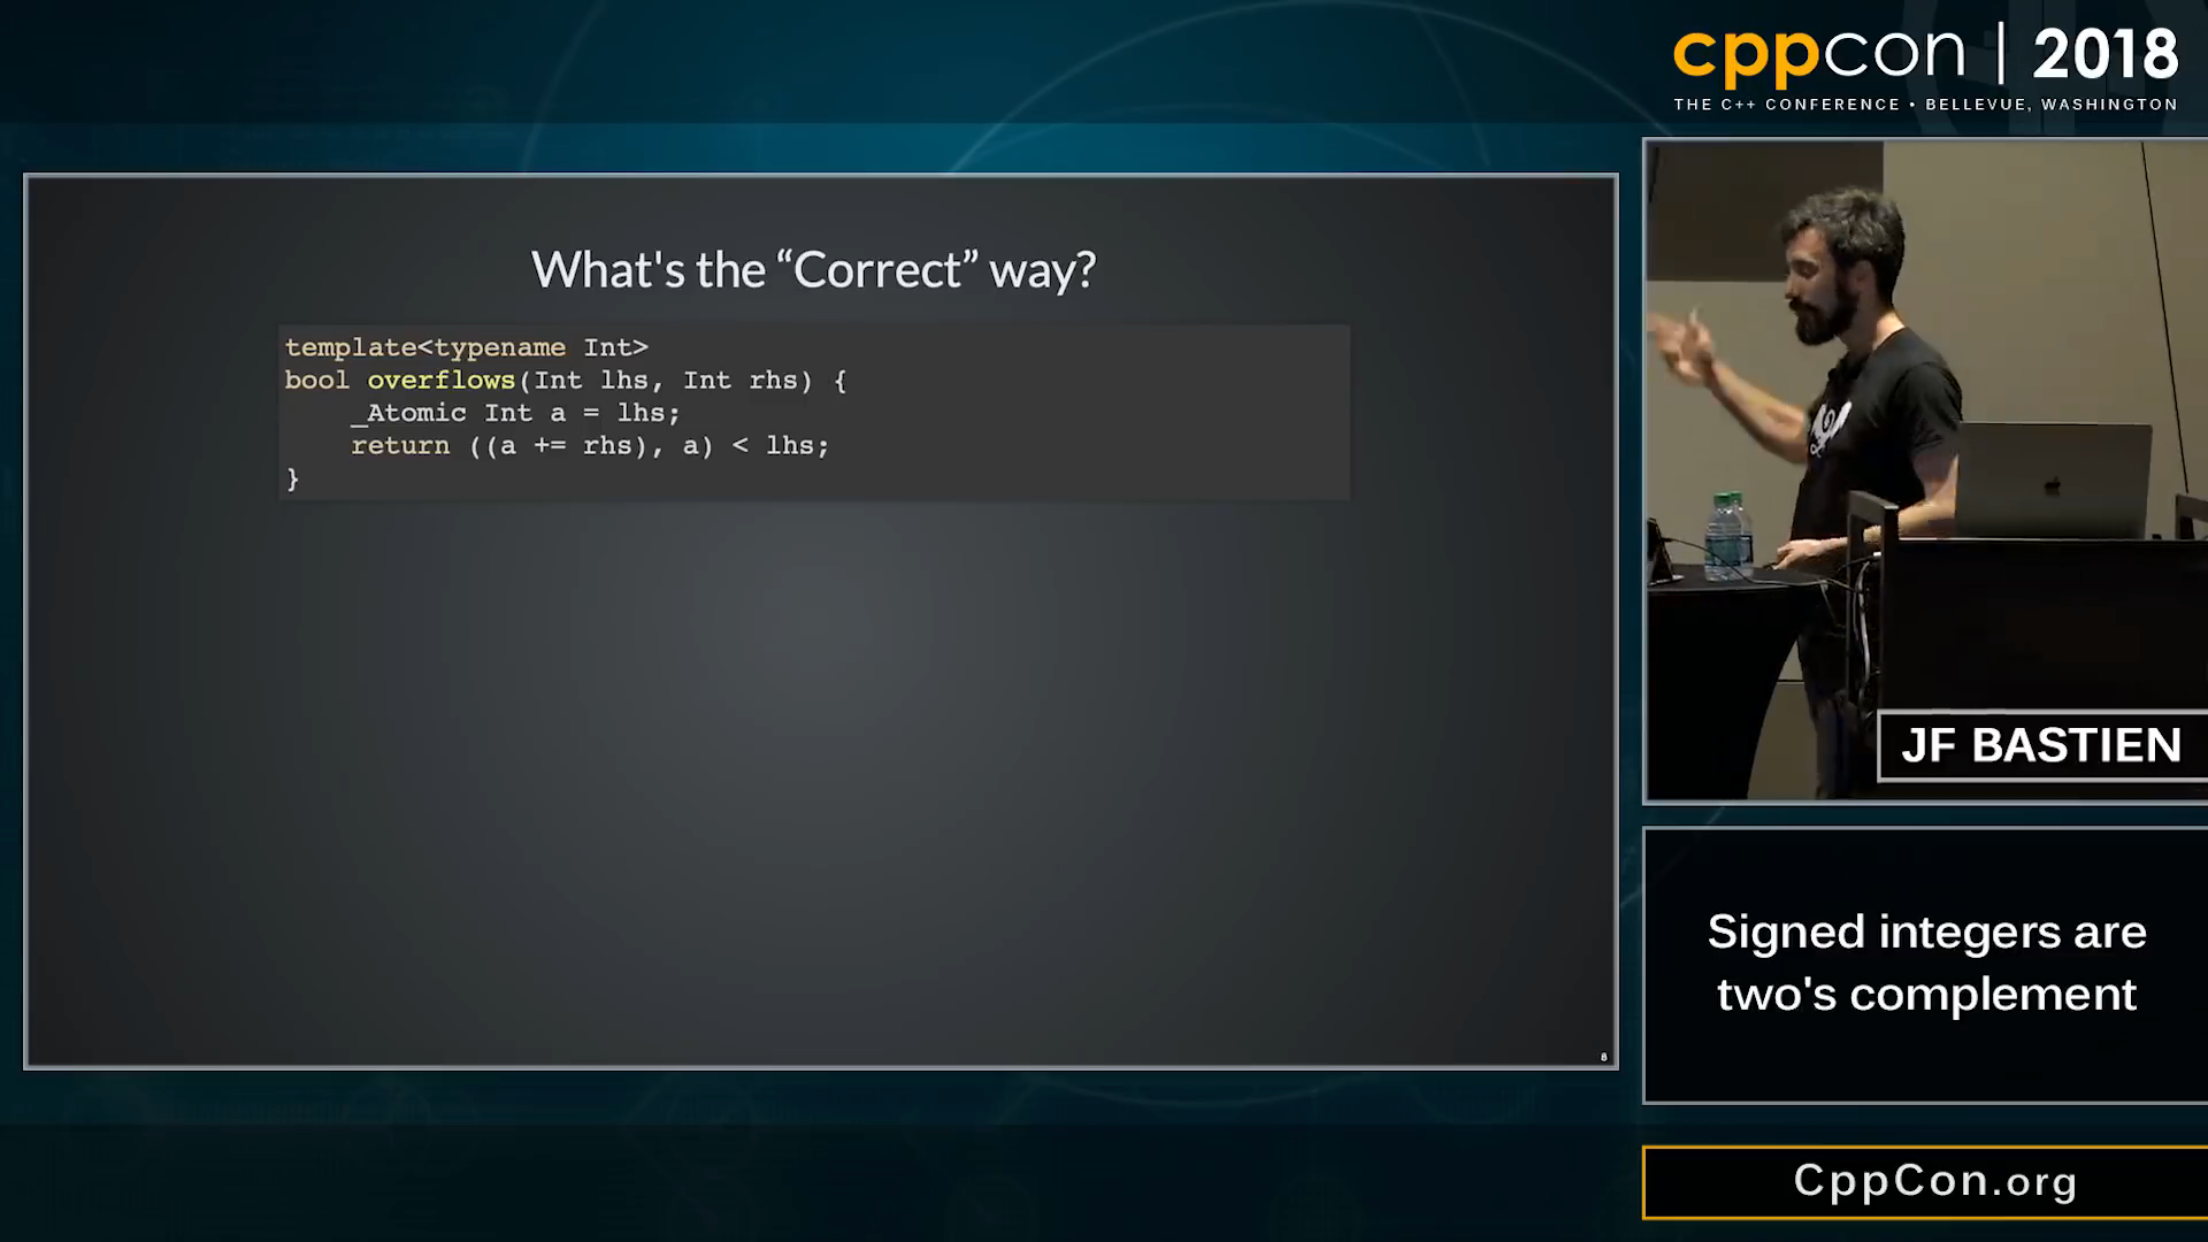 cppcon | 2018
THE C++ CONFERENCE • BELLEVUE, WASHINGTON
What's the “Correct” way?
template<typename Int>
bool overflows(Int lhs, Int rhs) {
    _Atomic Int a = lhs;
    return ((a += rhs), a) < lhs;
}
8
JF BASTIEN
Signed integers are
two's complement
CppCon.org